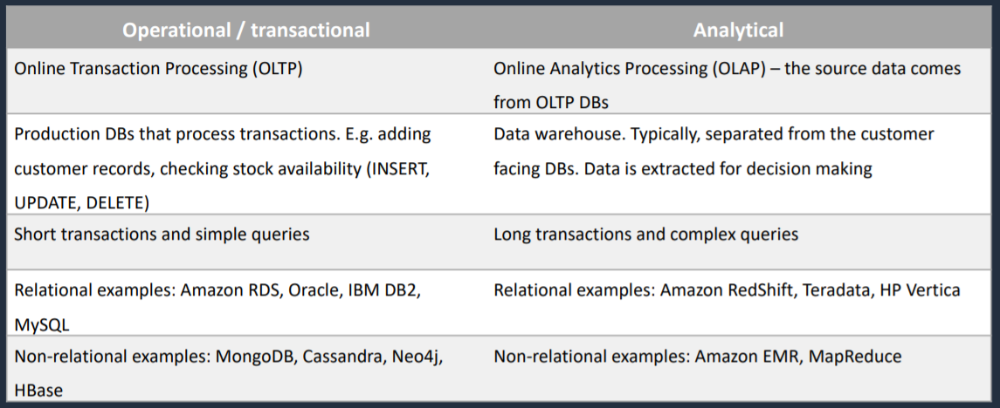 Operational / transactional
Analytical
Online Transaction Processing (OLTP)
Online Analytics Processing (OLAP) – the source data comes
from OLTP DBs
Production DBs that process transactions. E.g. adding
customer records, checking stock availability (INSERT,
UPDATE, DELETE)
Data warehouse. Typically, separated from the customer
facing DBs. Data is extracted for decision making
Short transactions and simple queries
Long transactions and complex queries
Relational examples: Amazon RDS, Oracle, IBM DB2,
MySQL
Relational examples: Amazon RedShift, Teradata, HP Vertica
Non-relational examples: MongoDB, Cassandra, Neo4j,
HBase
Non-relational examples: Amazon EMR, MapReduce